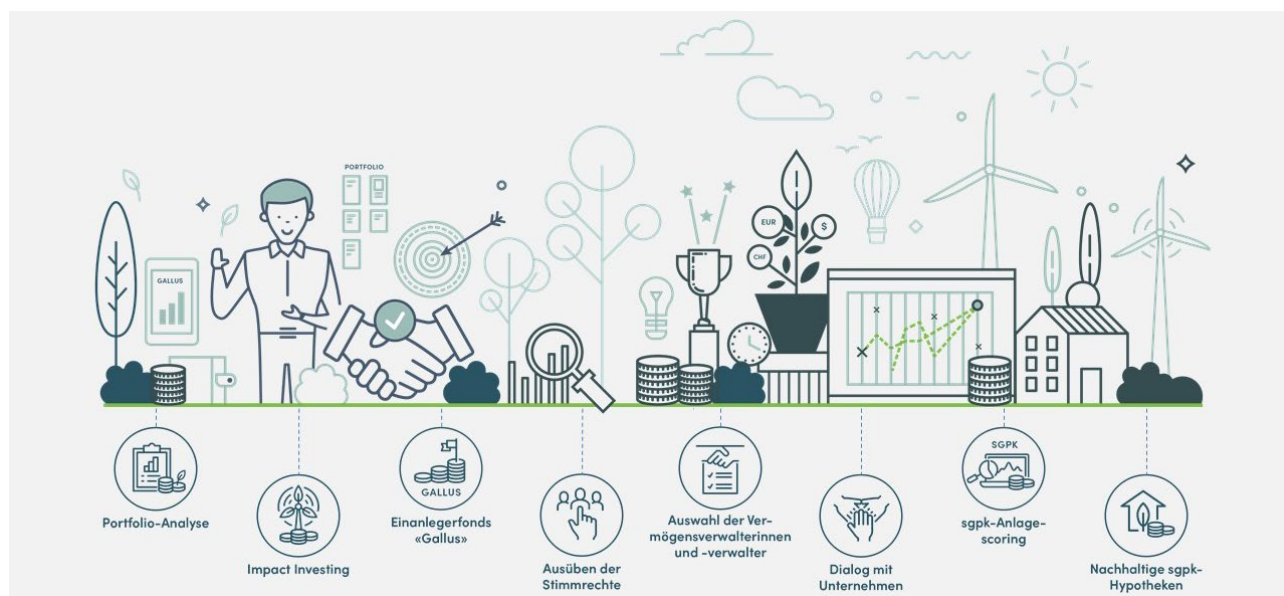 PORTFOLIO
GALLUS
EUR
$
CHF
Portfolio-Analyse
Impact Investing
GALLUS
Einanlegerfonds
«Gallus»
Ausüben der
Stimmrechte
Auswahl der Ver-
mögensverwalterinnen
und -verwalter
Dialog mit
Unternehmen
SGPK
sgpk-Anlage-
scoring
Nachhaltige sgpk-
Hypotheken